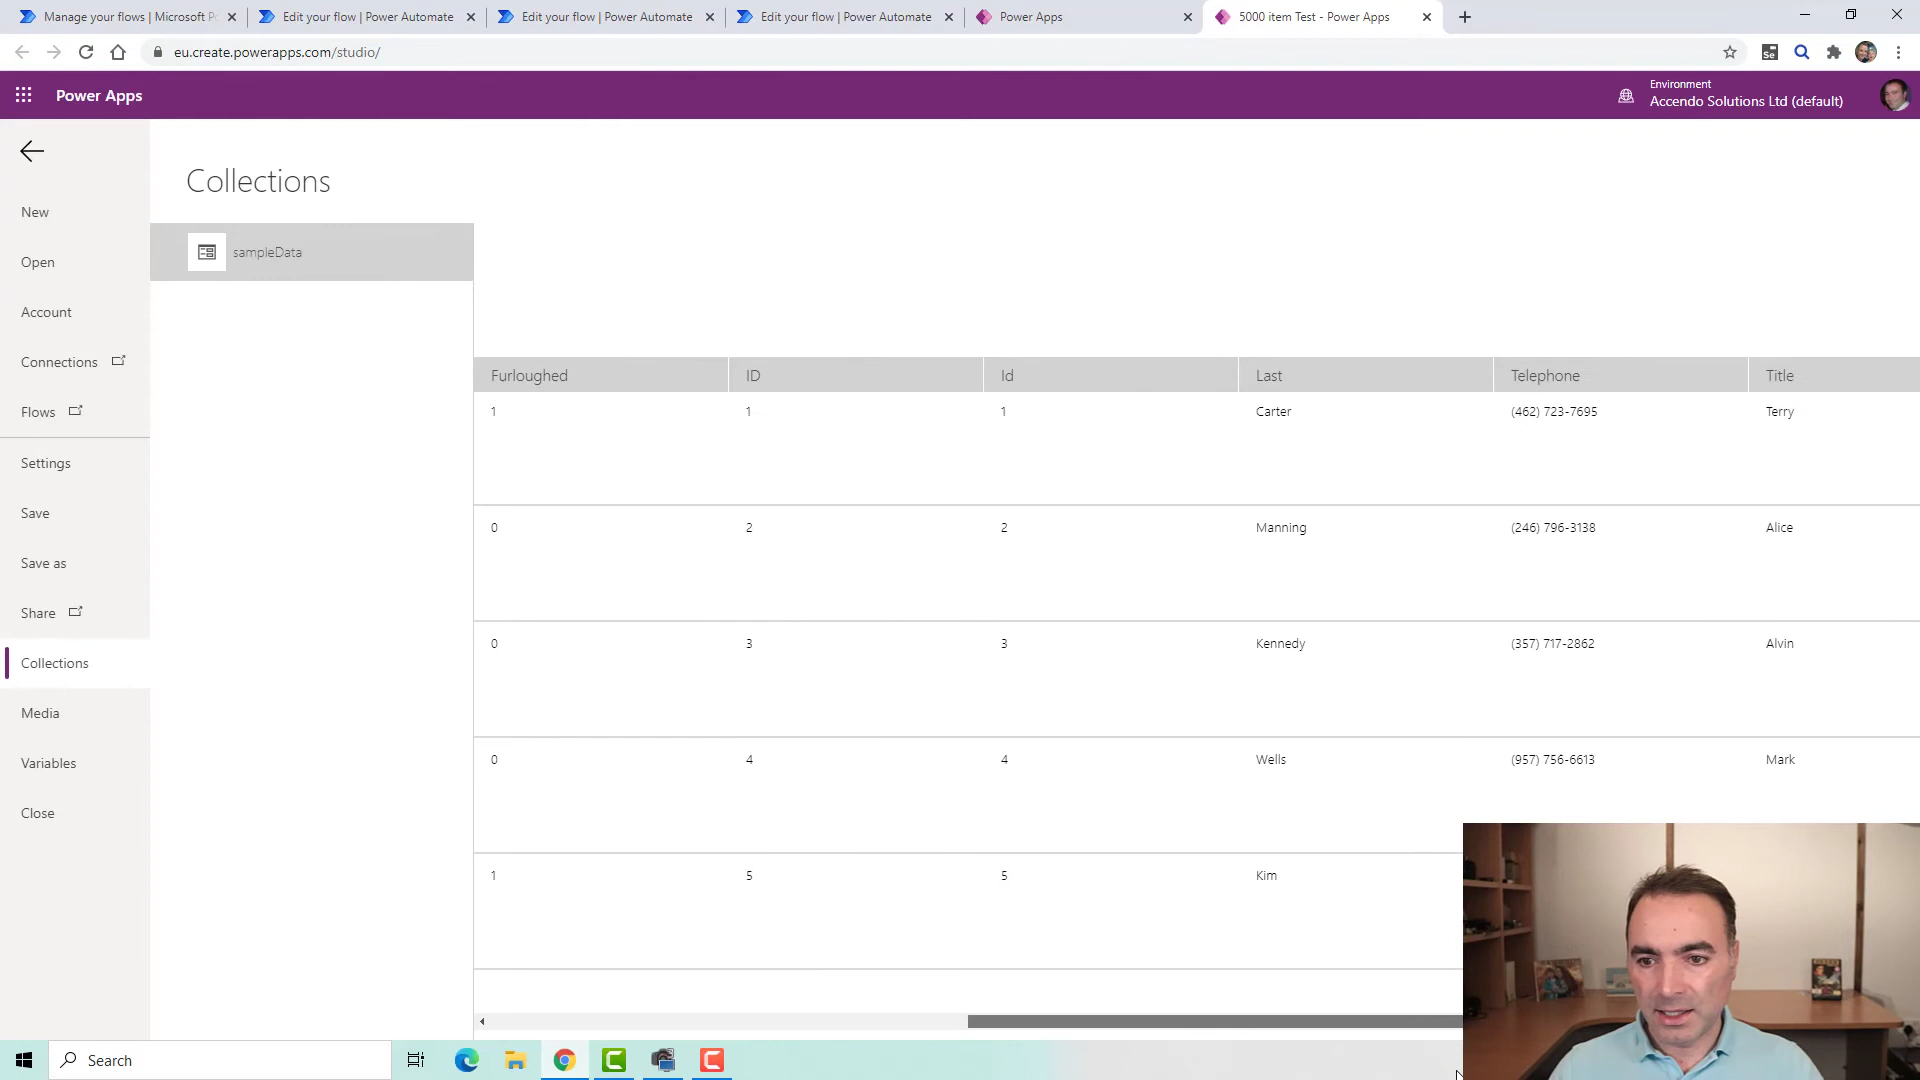 Manage your flows | Microsoft Po
Edit your flow | Power Automate
Edit your flow | Power Automate
Edit your flow | Power Automate
Power Apps
5000 item Test - Power Apps
eu.create.powerapps.com/studio/
Se
Power Apps
Environment
Accendo Solutions Ltd (default)
Collections
New
Open
Account
Connections
Flows
Settings
Save
Save as
Share
Collections
Media
Variables
Close
sampleData
Furloughed ID Id Last Telephone Title
1 1 1 Carter (462) 723-7695 Terry
0 2 2 Manning (246) 796-3138 Alice
0 3 3 Kennedy (357) 717-2862 Alvin
0 4 4 Wells (957) 756-6613 Mark
1 5 5 Kim
Search